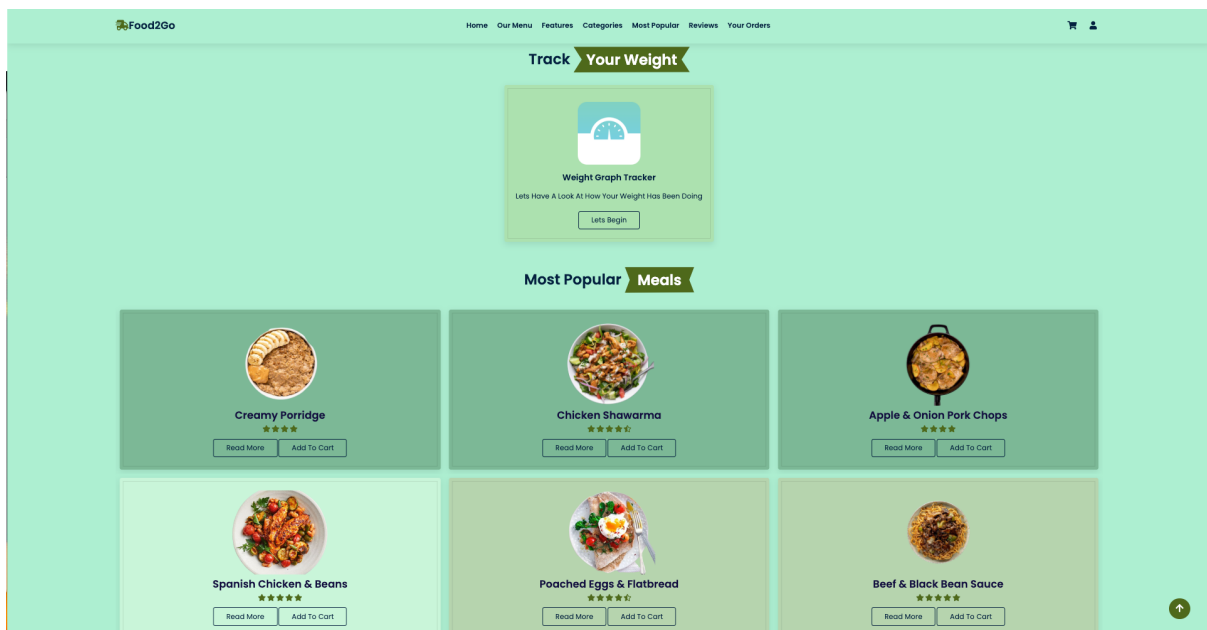 Food2Go
Home Our Menu Features Categories Most Popular Reviews Your Orders
Track Your Weight
Weight Graph Tracker
Lets Have A Look At How Your Weight Has Been Doing
Lets Begin
Most Popular Meals
Creamy Porridge
Read More Add To Cart
Chicken Shawarma
Read More Add To Cart
Apple & Onion Pork Chops
Read More Add To Cart
Spanish Chicken & Beans
Read More Add To Cart
Poached Eggs & Flatbread
Read More Add To Cart
Beef & Black Bean Sauce
Read More Add To Cart